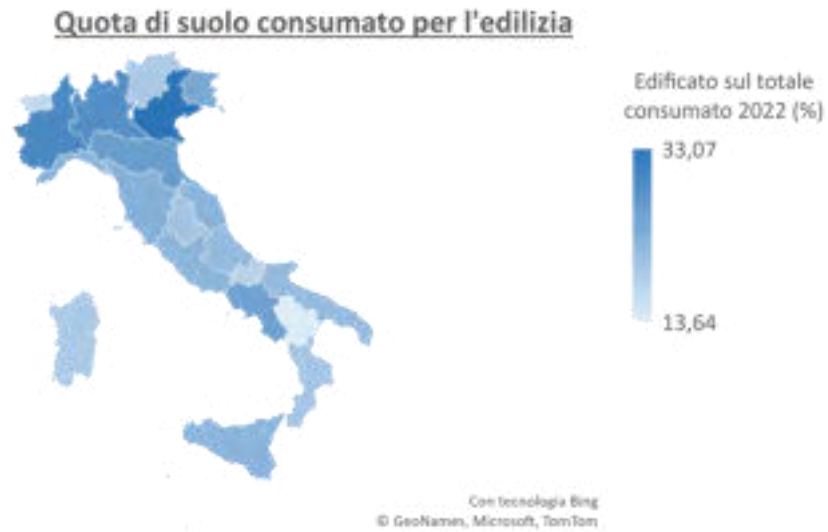 Quota di suolo consumato per l'edilizia
Edificato sul totale
consumato 2022 (%)
33,07
13,64
Con tecnologia Bing
© GeoNames, Microsoft, TomTom